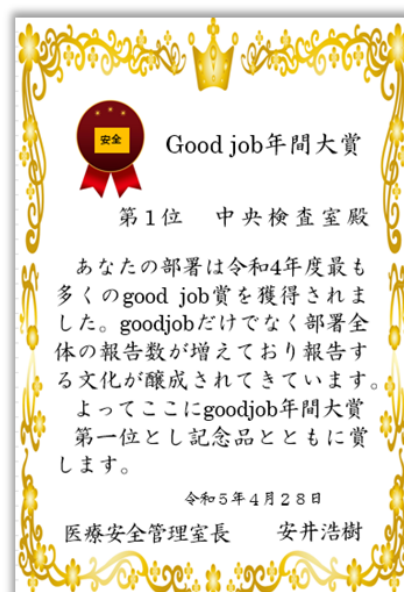 安全
Good job年間大賞
第1位　中央検査室殿
あなたの部署は令和4年度最も
多くのgood job賞を獲得されま
した。goodjobだけでなく部署全
体の報告数が増えており報告す
る文化が醸成されてきています。
よってここにgoodjob年間大賞
第一位とし記念品とともに賞
します。
令和5年4月28日
医療安全管理室長　安井浩樹